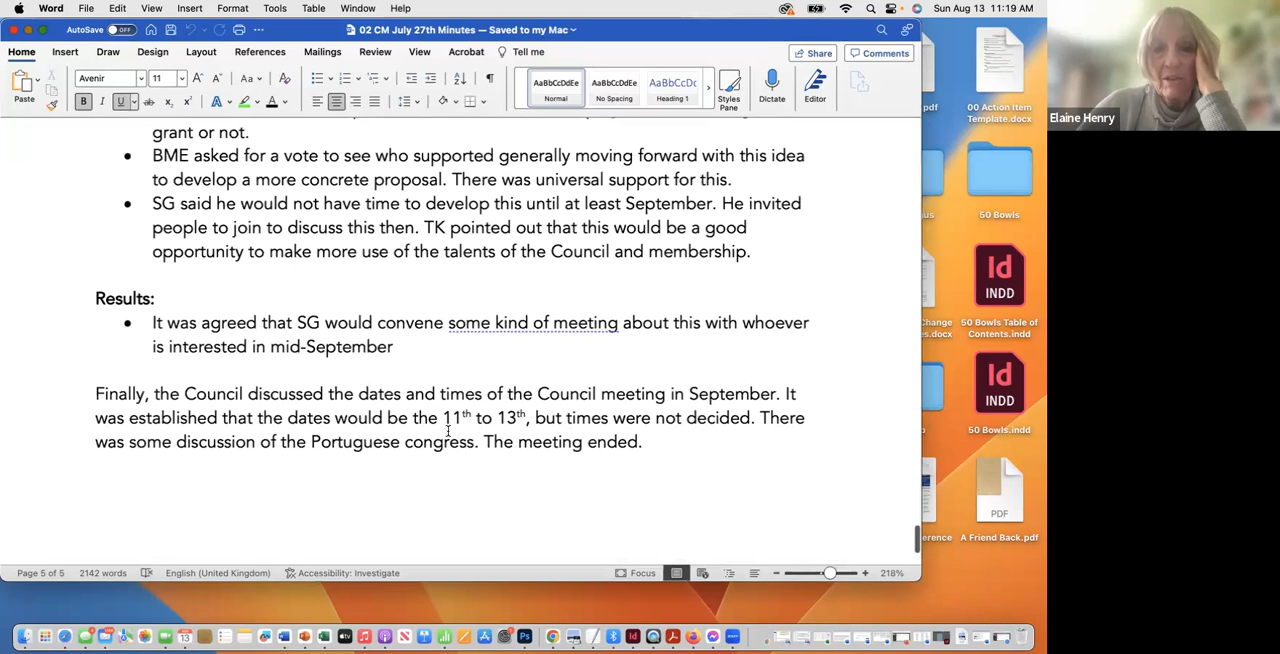 Word File Edit View Insert Format Tools Table Window Help Sun Aug 13 11:19 AM
AutoSave OFF 02 CM July 27th Minutes — Saved to my Mac
Home Insert Draw Design Layout References Mailings Review View Acrobat Tell me Share Comments
Paste Avenir 11 AaBbCcDdEe AaBbCcDdEe AaBbCcDc Styles Pane Dictate Editor
Normal No Spacing Heading 1
grant or not.
• BME asked for a vote to see who supported generally moving forward with this idea
to develop a more concrete proposal. There was universal support for this.
• SG said he would not have time to develop this until at least September. He invited
people to join to discuss this then. TK pointed out that this would be a good
opportunity to make more use of the talents of the Council and membership.
Results:
• It was agreed that SG would convene some kind of meeting about this with whoever
is interested in mid-September
Finally, the Council discussed the dates and times of the Council meeting in September. It
was established that the dates would be the 11th to 13th, but times were not decided. There
was some discussion of the Portuguese congress. The meeting ended.
Page 5 of 5 2142 words English (United Kingdom) Accessibility: Investigate Focus 218%
.pdf
00 Action Item
Template.docx
50 Bowls
Id
INDD
50 Bowls Table of
Contents.indd
Id
INDD
50 Bowls.indd
PDF
A Friend Back.pdf
Elaine Henry